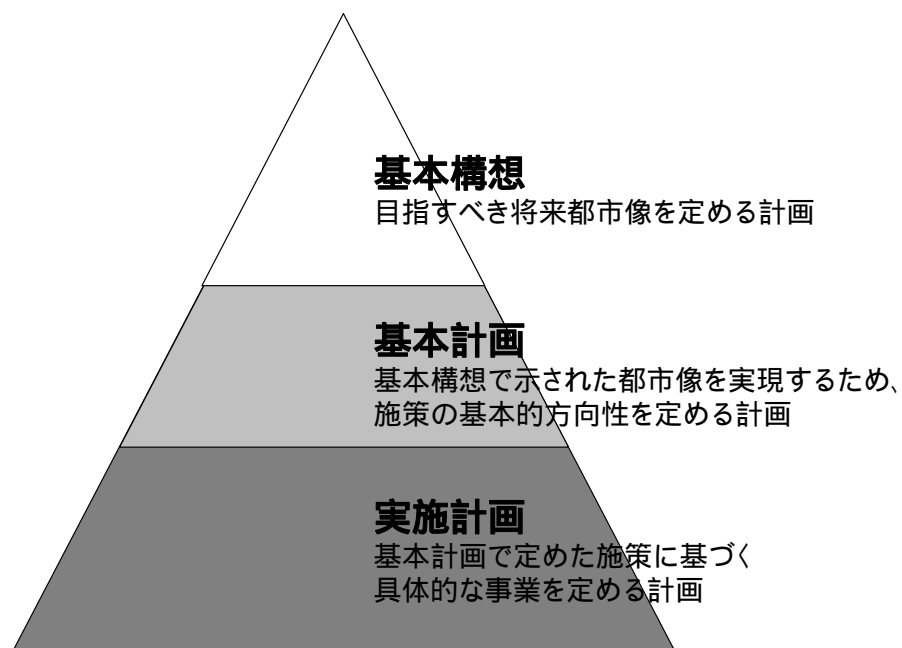 基本構想
目指すべき将来都市像を定める計画
基本計画
基本構想で示された都市像を実現するため、
施策の基本的方向性を定める計画
実施計画
基本計画で定めた施策に基づく
具体的な事業を定める計画